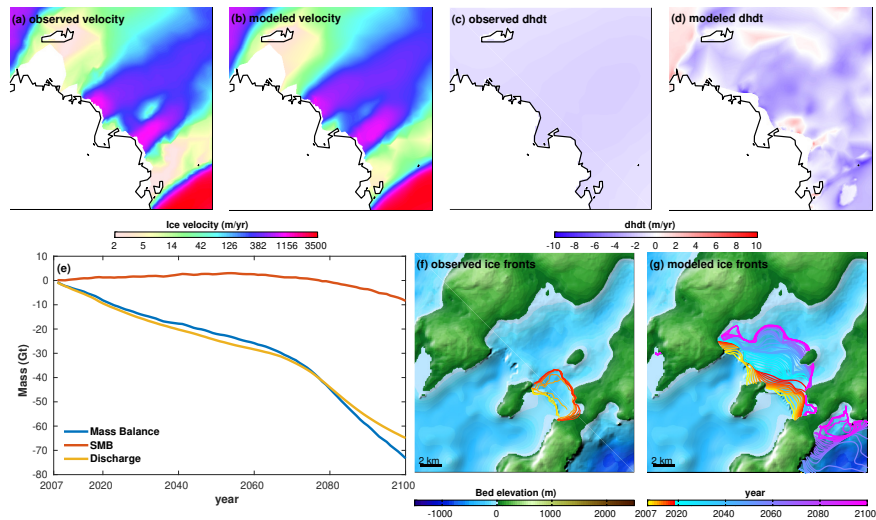 (a) observed velocity
(b) modeled velocity
(c) observed dhdt
(d) modeled dhdt
Ice velocity (m/yr)
2 5 14 42 126 382 1156 3500
dhdt (m/yr)
-10 -8 -6 -4 -2 0 2 4 6 8 10
(e)
10
0
-10
-20
-30
-40
-50
-60
-70
-80
Mass (Gt)
Mass Balance
SMB
Discharge
2007 2020 2040 2060 2080 2100
year
(f) observed ice fronts
2 km
(g) modeled ice fronts
2 km
Bed elevation (m)
-1000 0 1000 2000
year
2007 2020 2040 2060 2080 2100